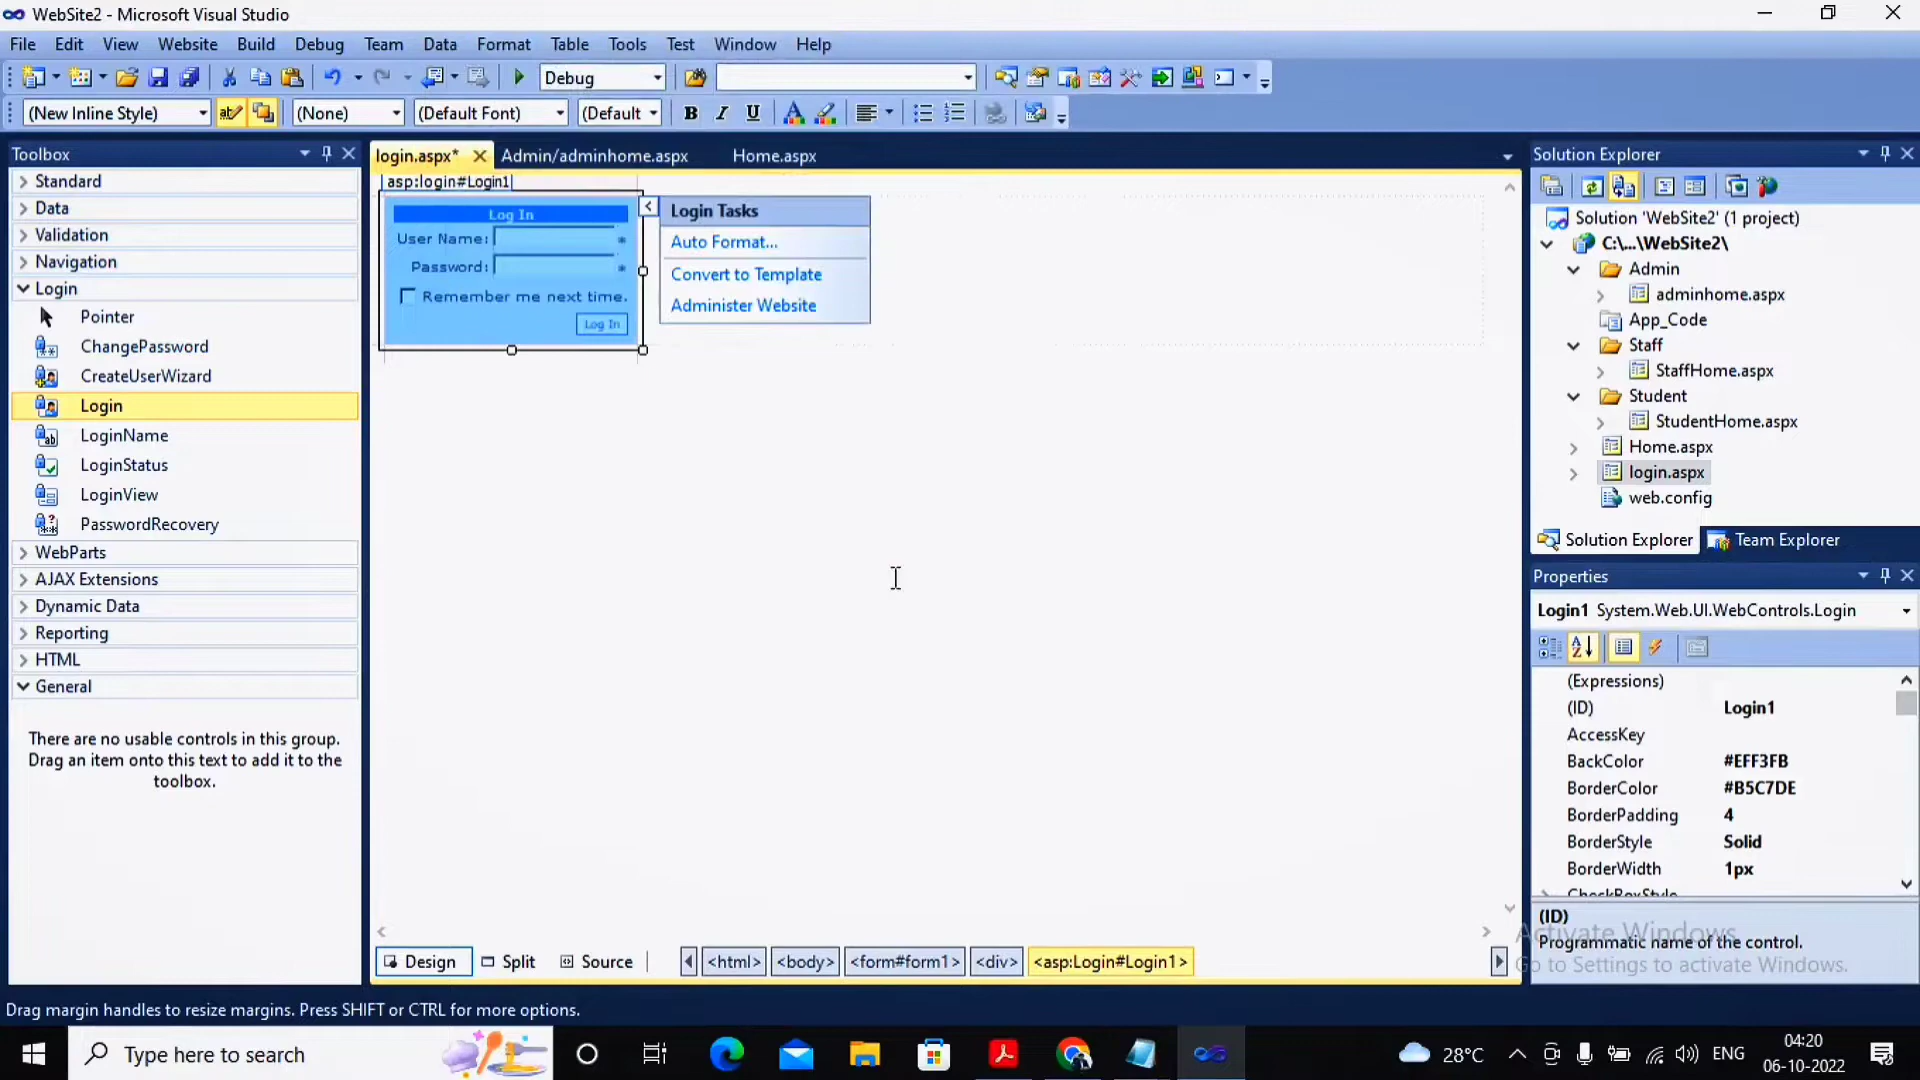 WebSite2 - Microsoft Visual Studio
File Edit View Website Build Debug Team Data Format Table Tools Test Window Help
Debug
(New Inline Style) (None) (Default Font) (Default B I U
Toolbox
Standard
Data
Validation
Navigation
Login
Pointer
ChangePassword
CreateUserWizard
Login
LoginName
LoginStatus
LoginView
PasswordRecovery
WebParts
AJAX Extensions
Dynamic Data
Reporting
HTML
General
There are no usable controls in this group.
Drag an item onto this text to add it to the
toolbox.
login.aspx* Admin/adminhome.aspx Home.aspx
asp:login#Login1
Log In
User Name: *
Password: *
Remember me next time.
Log In
Login Tasks
Auto Format...
Convert to Template
Administer Website
Design Split Source <html> <body> <form#form1> <div> <asp:Login#Login1>
Solution Explorer
Solution 'WebSite2' (1 project)
C:\...\WebSite2\
Admin
adminhome.aspx
App_Code
Staff
StaffHome.aspx
Student
StudentHome.aspx
Home.aspx
login.aspx
web.config
Solution Explorer Team Explorer
Properties
Login1 System.Web.UI.WebControls.Login
(Expressions)
(ID) Login1
AccessKey
BackColor #EFF3FB
BorderColor #B5C7DE
BorderPadding 4
BorderStyle Solid
BorderWidth 1px
CheckBoxStyle
(ID)
Programmatic name of the control.
Activate Windows
Go to Settings to activate Windows.
Drag margin handles to resize margins. Press SHIFT or CTRL for more options.
Type here to search
28°C ENG
04:20
06-10-2022